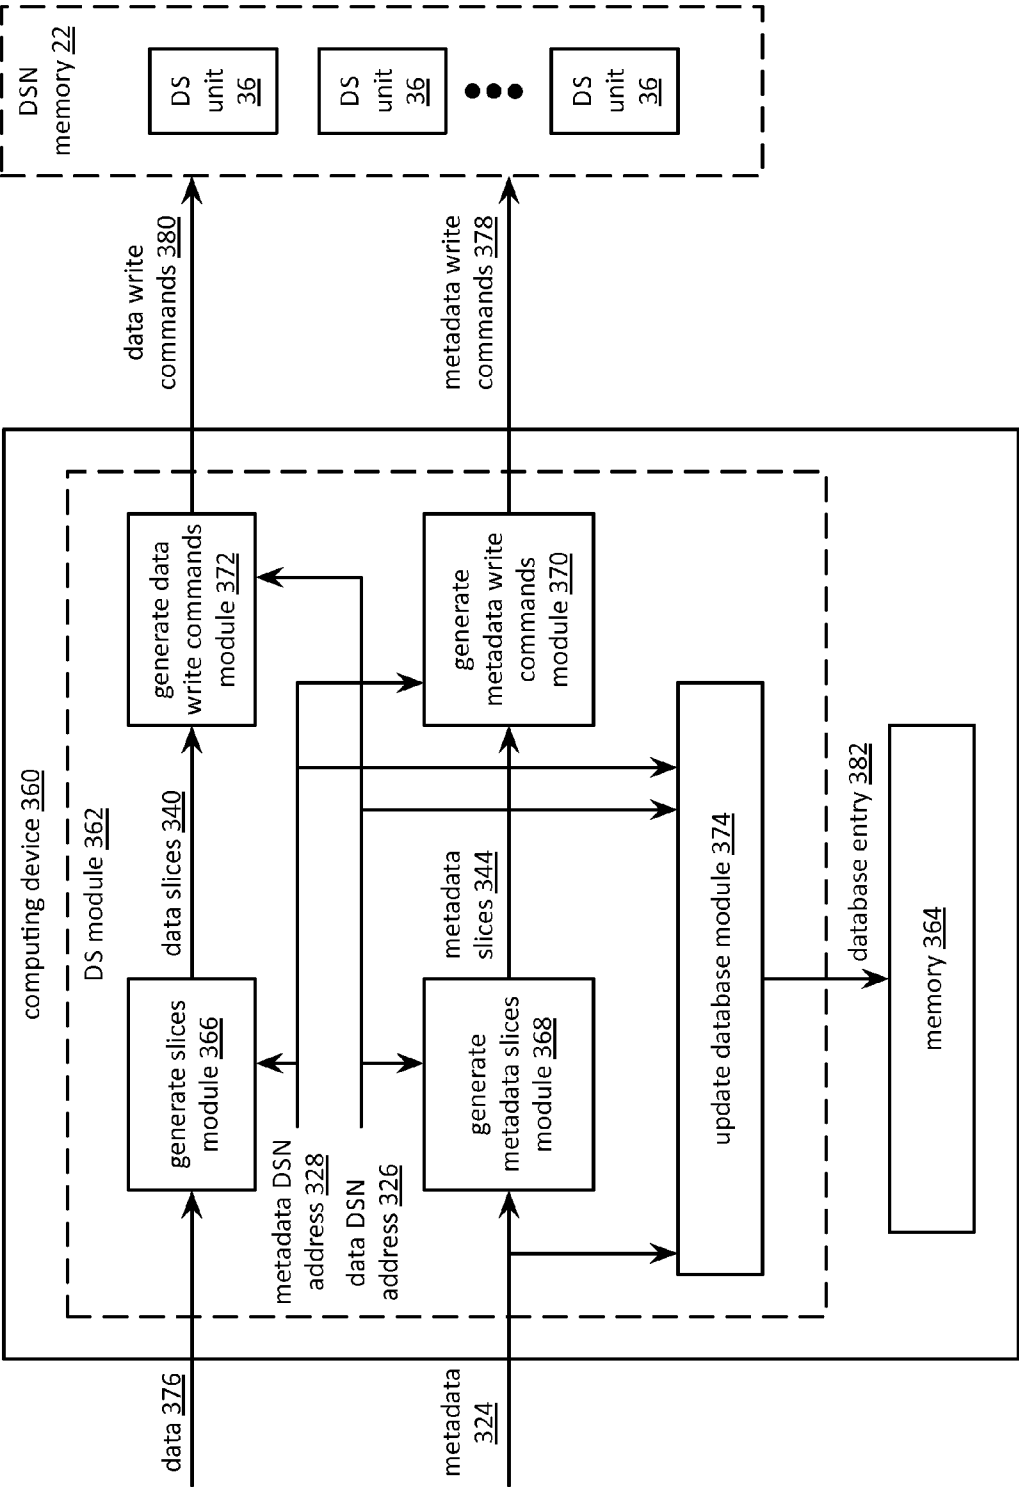 computing device 360
DS module 362
data 376
generate slices
module 366
data slices 340
generate data
write commands
module 372
data write
commands 380
DSN
memory 22
DS
unit
36
DS
unit
36
DS
unit
36
metadata DSN
address 328
data DSN
address 326
metadata
324
generate
metadata slices
module 368
metadata
slices 344
generate
metadata write
commands
module 370
metadata write
commands 378
update database module 374
database entry 382
memory 364